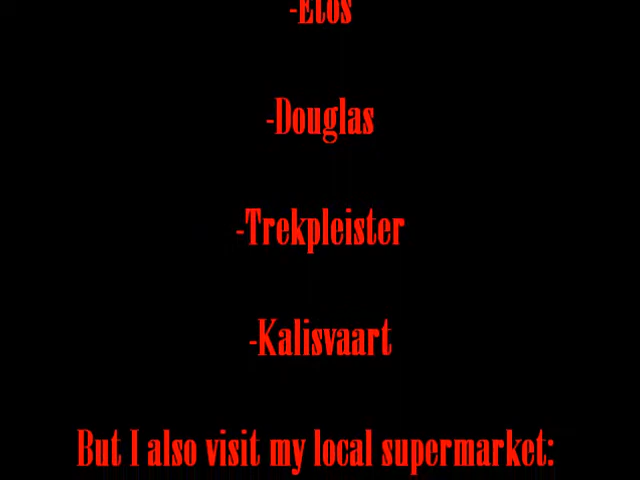 -Etos
-Douglas
-Trekpleister
-Kalisvaart
But I also visit my local supermarket: